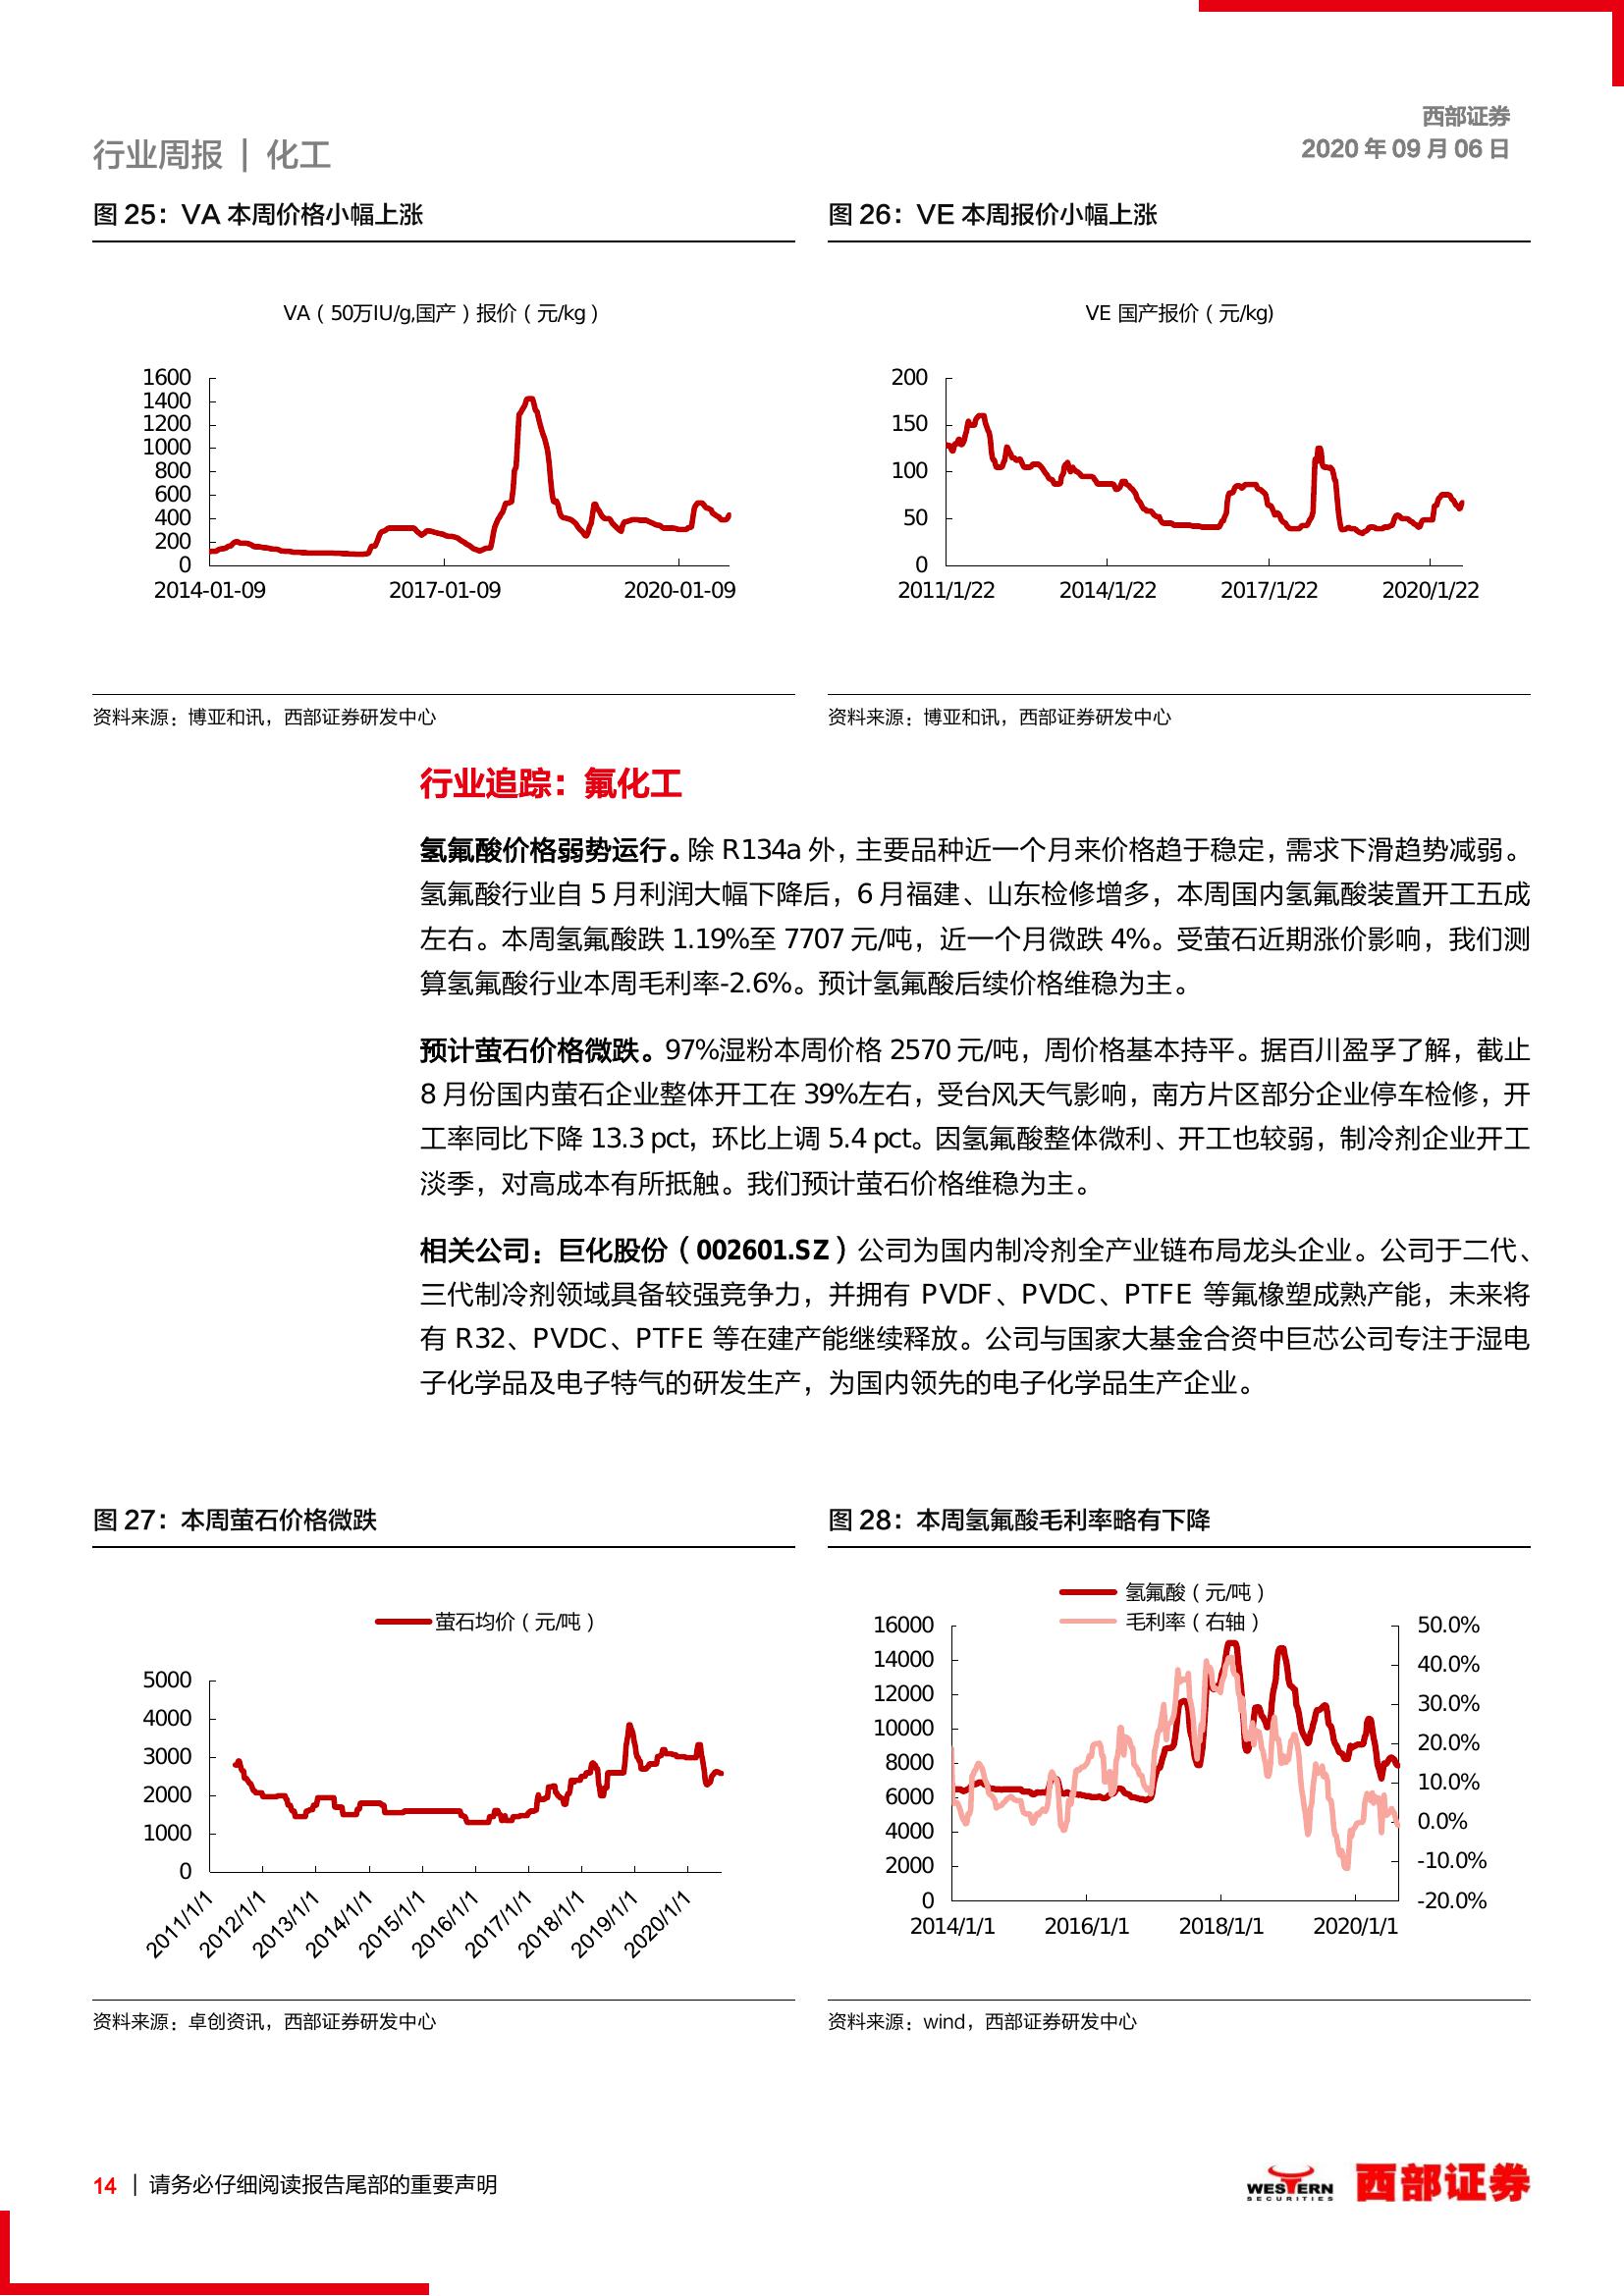 西部证券
2020 年 09 月 06 日
行业周报 | 化工
图 25：VA 本周价格小幅上涨
VA（50万IU/g,国产）报价（元/kg）
1600
1400
1200
1000
800
600
400
200
0
2014-01-09
2017-01-09
2020-01-09
资料来源：博亚和讯，西部证券研发中心
图 26：VE 本周报价小幅上涨
VE 国产报价（元/kg)
200
150
100
50
0
2011/1/22
2014/1/22
2017/1/22
2020/1/22
资料来源：博亚和讯，西部证券研发中心
行业追踪：氟化工
氢氟酸价格弱势运行。除 R134a 外，主要品种近一个月来价格趋于稳定，需求下滑趋势减弱。
氢氟酸行业自 5 月利润大幅下降后，6 月福建、山东检修增多，本周国内氢氟酸装置开工五成
左右。本周氢氟酸跌 1.19%至 7707 元/吨，近一个月微跌 4%。受萤石近期涨价影响，我们测
算氢氟酸行业本周毛利率-2.6%。预计氢氟酸后续价格维稳为主。
预计萤石价格微跌。97%湿粉本周价格 2570 元/吨，周价格基本持平。据百川盈孚了解，截止
8 月份国内萤石企业整体开工在 39%左右，受台风天气影响，南方片区部分企业停车检修，开
工率同比下降 13.3 pct，环比上调 5.4 pct。因氢氟酸整体微利、开工也较弱，制冷剂企业开工
淡季，对高成本有所抵触。我们预计萤石价格维稳为主。
相关公司：巨化股份（002601.SZ）公司为国内制冷剂全产业链布局龙头企业。公司于二代、
三代制冷剂领域具备较强竞争力，并拥有 PVDF、PVDC、PTFE 等氟橡塑成熟产能，未来将
有 R32、PVDC、PTFE 等在建产能继续释放。公司与国家大基金合资中巨芯公司专注于湿电
子化学品及电子特气的研发生产，为国内领先的电子化学品生产企业。
图 27：本周萤石价格微跌
萤石均价（元/吨）
5000
4000
3000
2000
1000
0
2011/1/1
2012/1/1
2013/1/1
2014/1/1
2015/1/1
2016/1/1
2017/1/1
2018/1/1
2019/1/1
2020/1/1
资料来源：卓创资讯，西部证券研发中心
图 28：本周氢氟酸毛利率略有下降
氢氟酸（元/吨）
毛利率（右轴）
16000
14000
12000
10000
8000
6000
4000
2000
0
50.0%
40.0%
30.0%
20.0%
10.0%
0.0%
-10.0%
-20.0%
2014/1/1
2016/1/1
2018/1/1
2020/1/1
资料来源：wind，西部证券研发中心
14 | 请务必仔细阅读报告尾部的重要声明
WESTERN
SECURITIES
西部证券